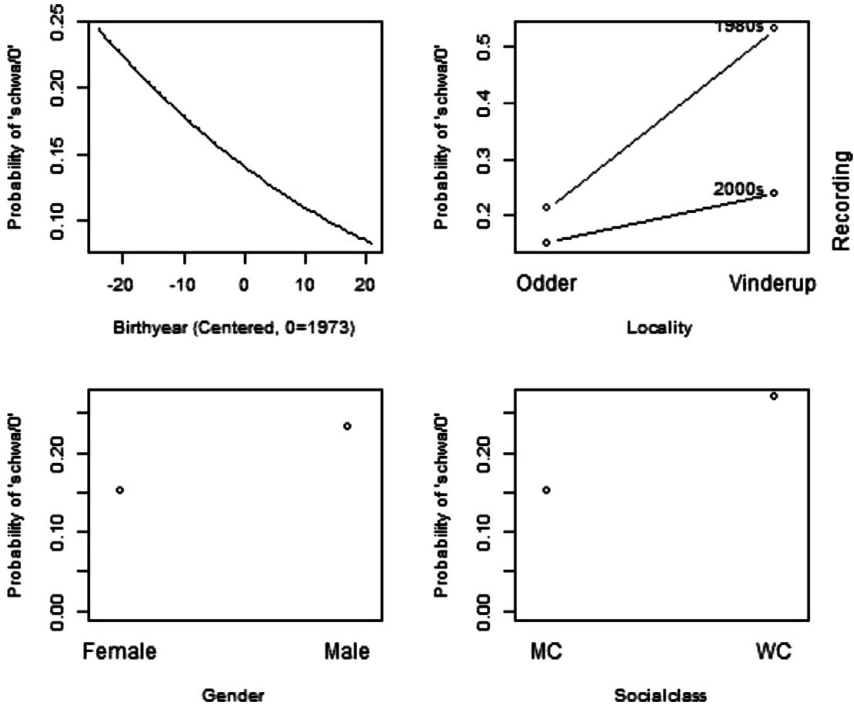 Probability of 'schwa/0'
0.25
0.20
0.15
0.10
-20 -10 0 10 20
Birthyear (Centered, 0=1973)
Probability of 'schwa/0'
0.5
0.4
0.3
0.2
1980s
2000s
Odder Vinderup
Locality
Recording
Probability of 'schwa/0'
0.20
0.10
0.00
Female Male
Gender
Probability of 'schwa/0'
0.20
0.10
0.00
MC WC
Socialclass